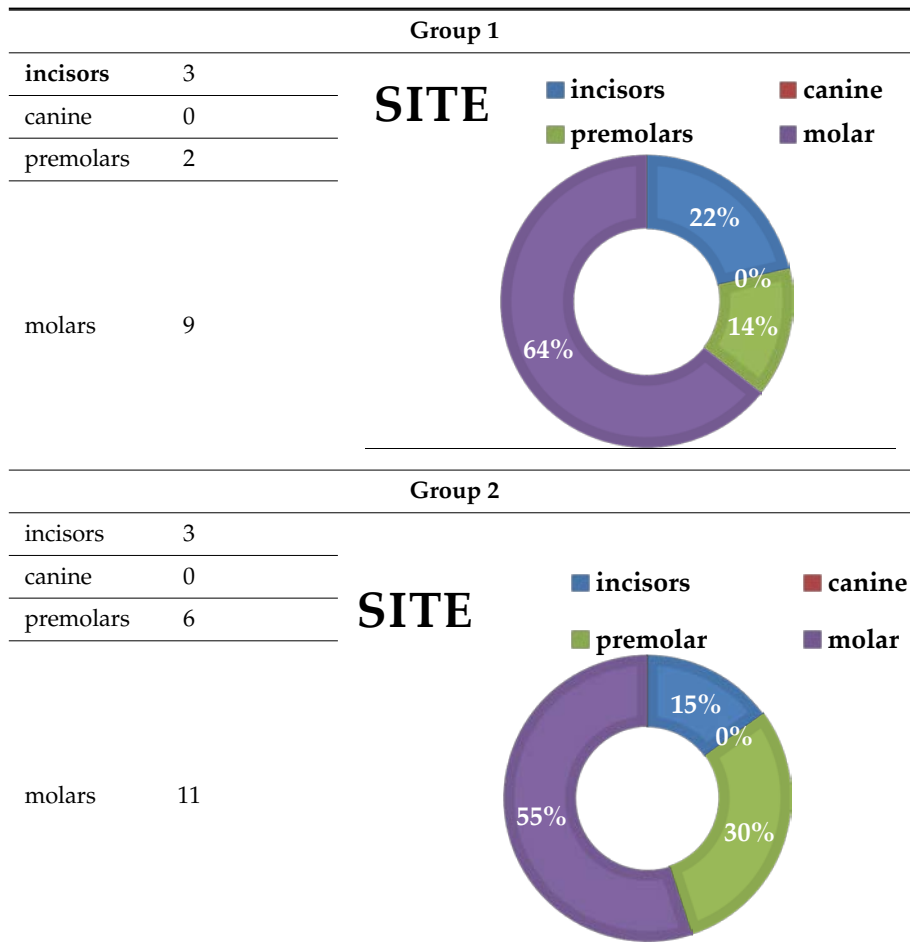 Group 1
incisors 3
canine 0
premolars 2
molars 9
SITE
incisors canine
premolars molar
22%
0%
14%
64%
Group 2
incisors 3
canine 0
premolars 6
molars 11
SITE
incisors canine
premolar molar
15%
0%
30%
55%